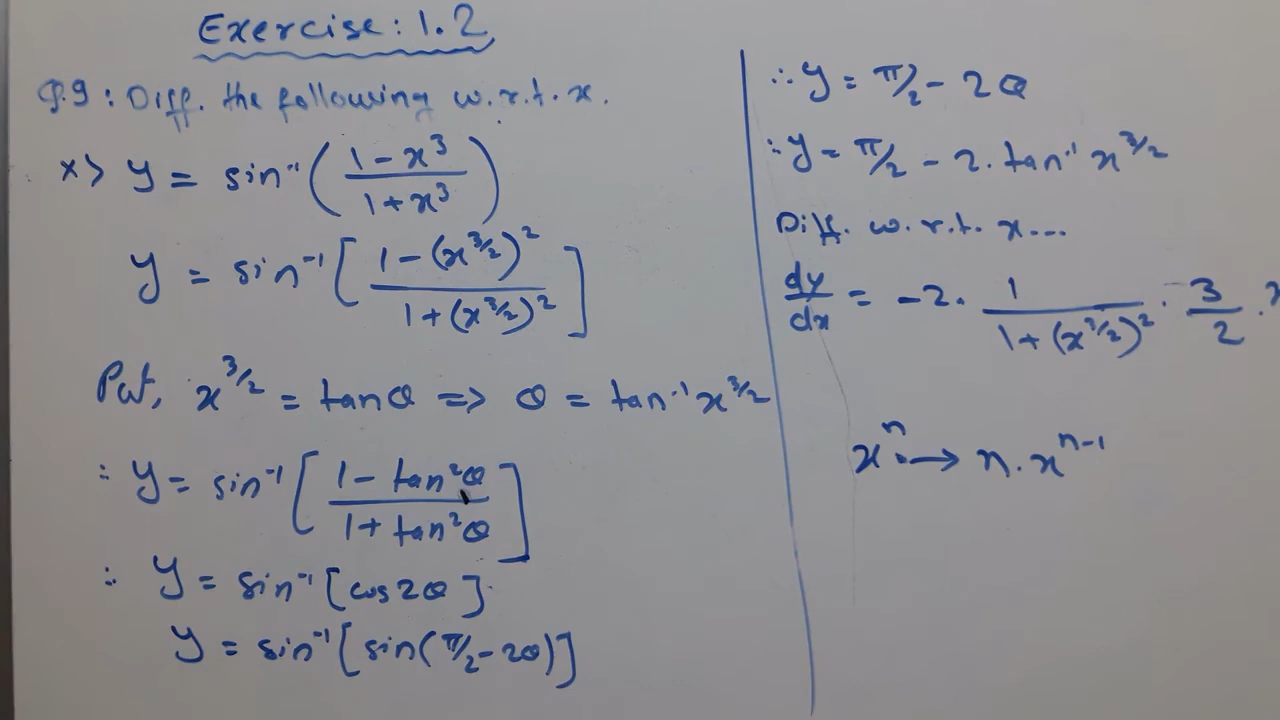 Exercise: 1.2
Q.9: Diff. the following w.r.t. x.
x> y = sin⁻¹ ( (1 - x³) / (1 + x³) )
y = sin⁻¹ [ (1 - (x^(3/2))²) / (1 + (x^(3/2))²) ]
Put, x^(3/2) = tanθ => θ = tan⁻¹ x^(3/2)
∴ y = sin⁻¹ [ (1 - tan²θ) / (1 + tan²θ) ]
∴ y = sin⁻¹ [cos2θ]
y = sin⁻¹ [sin(π/2 - 2θ)]
∴ y = π/2 - 2θ
∴ y = π/2 - 2. tan⁻¹ x^(3/2)
Diff. w.r.t. x...
dy/dx = -2 . 1 / (1 + (x^(3/2))²) . 3/2 .
xⁿ → n . x^(n-1)